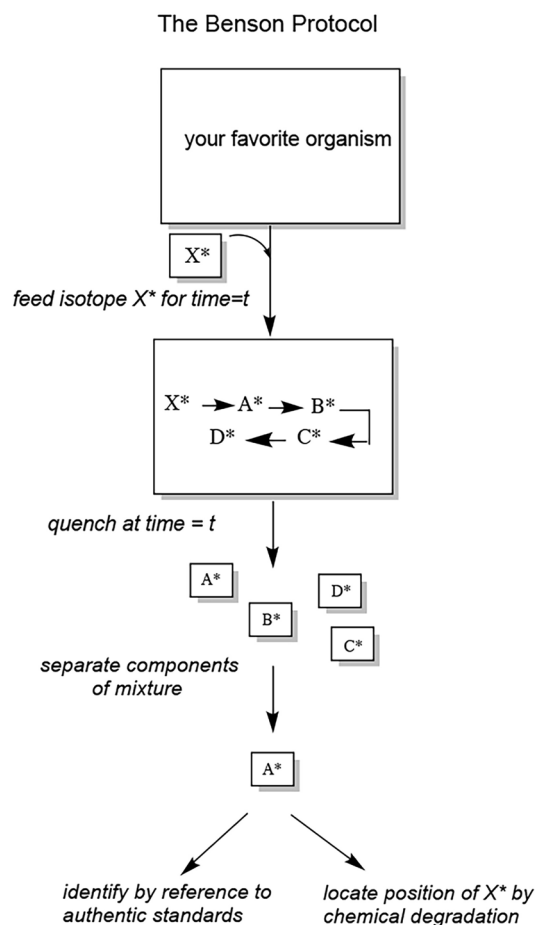 The Benson Protocol
your favorite organism
X*
feed isotope X* for time=t
X* A* B*
D* C*
quench at time = t
A*
D*
B*
C*
separate components
of mixture
A*
identify by reference to
authentic standards
locate position of X* by
chemical degradation